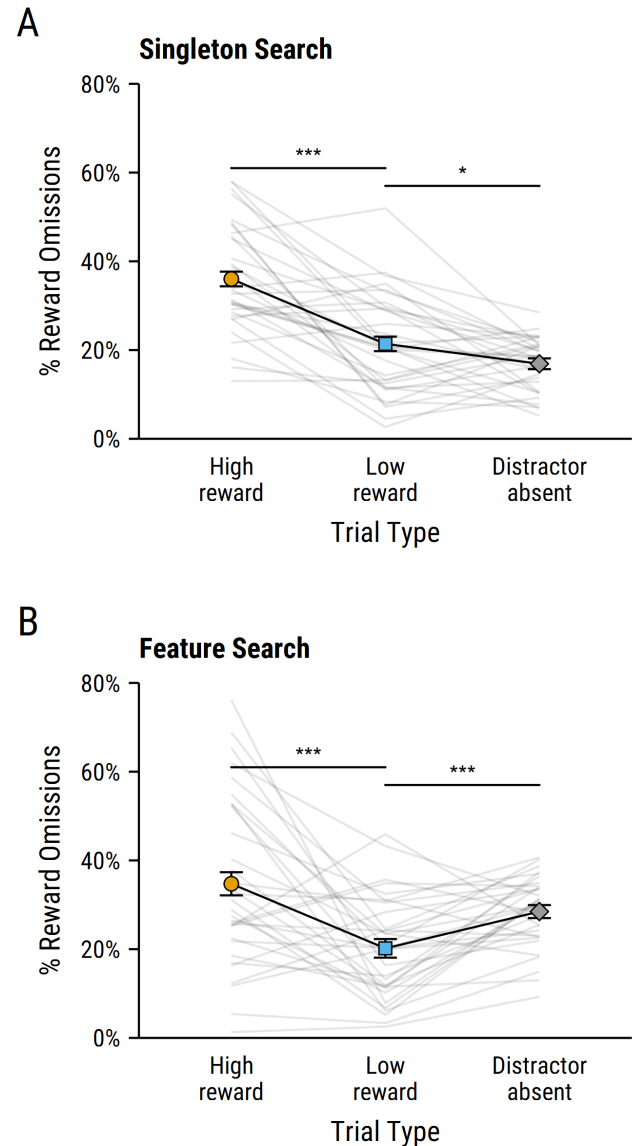 A
Singleton Search
80%
60%
40%
20%
0%
% Reward Omissions
***
*
High
reward
Low
reward
Distractor
absent
Trial Type
B
Feature Search
80%
60%
40%
20%
0%
% Reward Omissions
***
***
High
reward
Low
reward
Distractor
absent
Trial Type